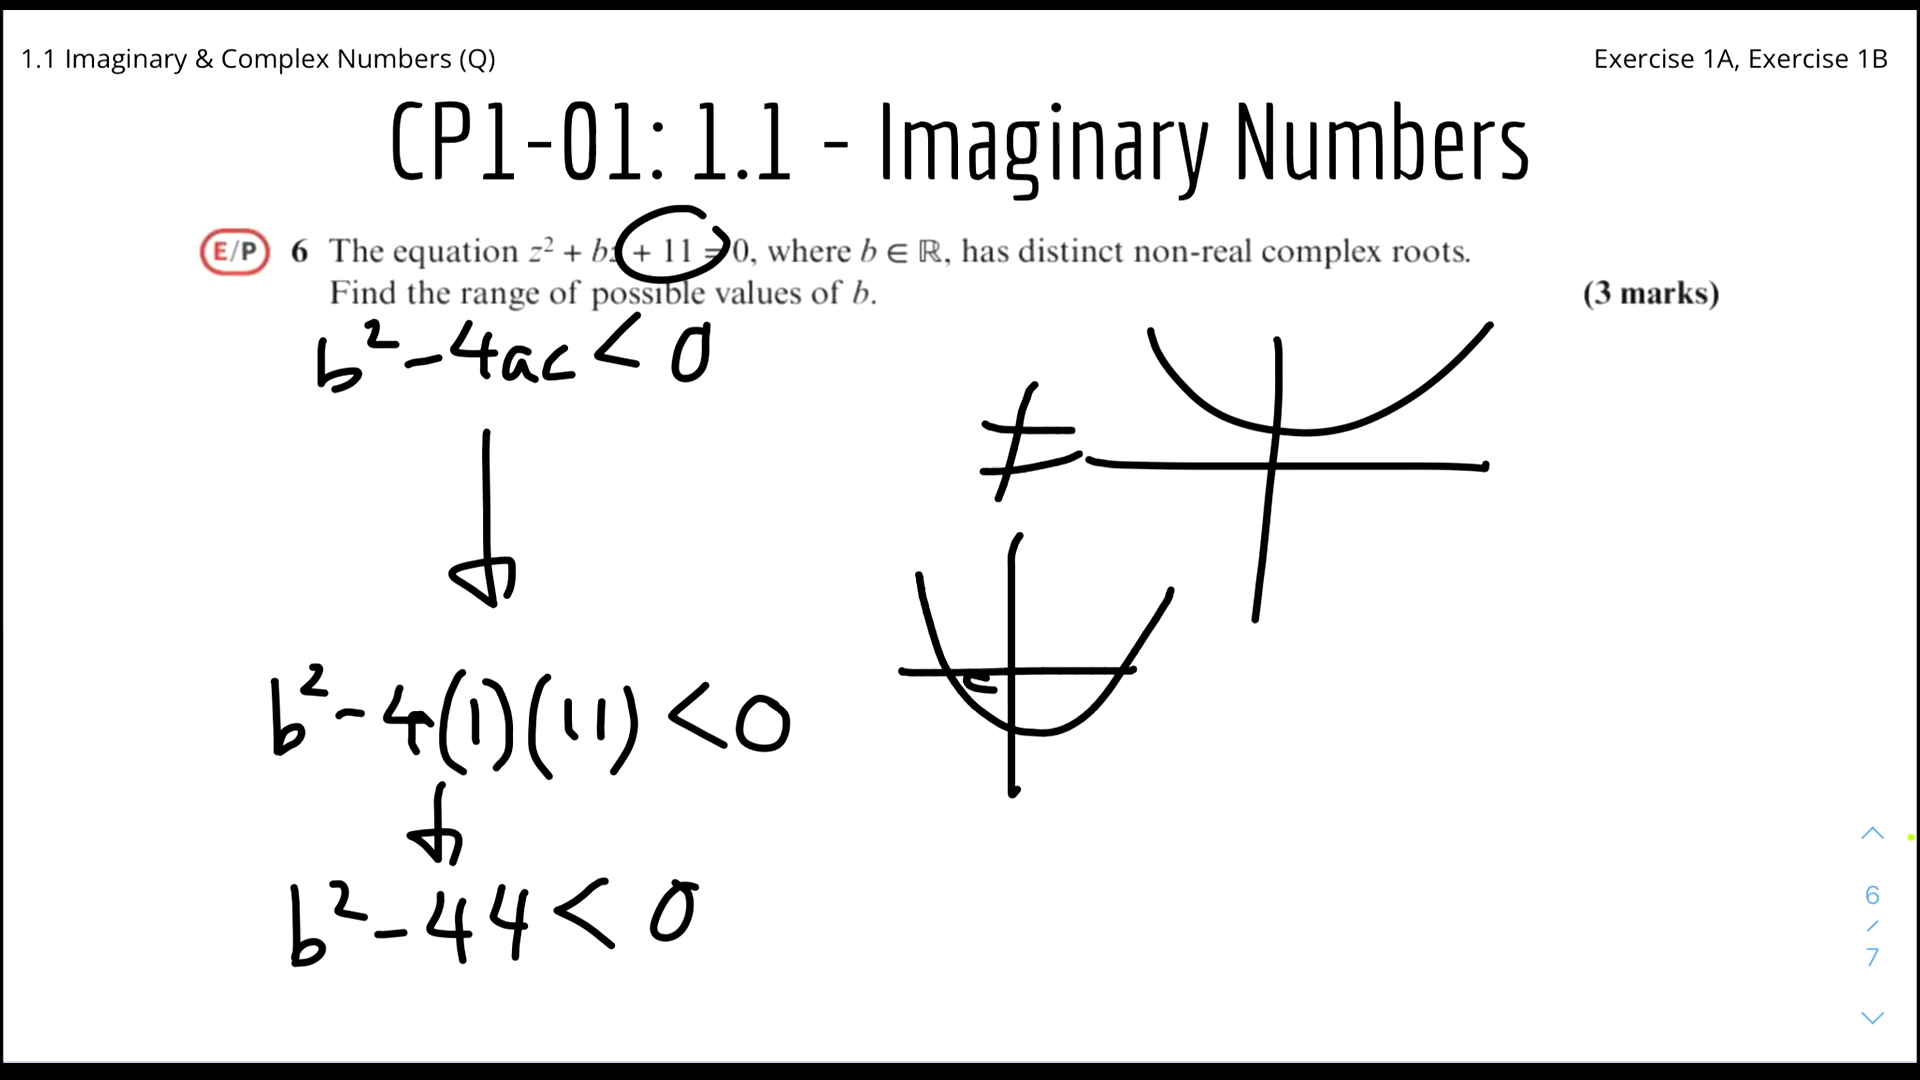 1.1 Imaginary & Complex Numbers (Q)
Exercise 1A, Exercise 1B
CP1-01: 1.1 - Imaginary Numbers
E/P 6 The equation z² + bz + 11 = 0, where b ∈ ℝ, has distinct non-real complex roots.
Find the range of possible values of b.
(3 marks)
b² - 4ac < 0
≠
b² - 4(1)(11) < 0
b² - 44 < 0
6
/
7